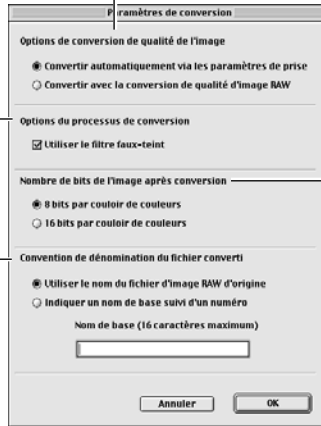 Paramètres de conversion
Options de conversion de qualité de l'image
Convertir automatiquement via les paramètres de prise
Convertir avec la conversion de qualité d'image RAW
Options du processus de conversion
Utiliser le filtre faux-teint
Nombre de bits de l'image après conversion
8 bits par couloir de couleurs
16 bits par couloir de couleurs
Convention de dénomination du fichier converti
Utiliser le nom du fichier d'image RAW d'origine
Indiquer un nom de base suivi d'un numéro
Nom de base (16 caractères maximum)
Annuler
OK